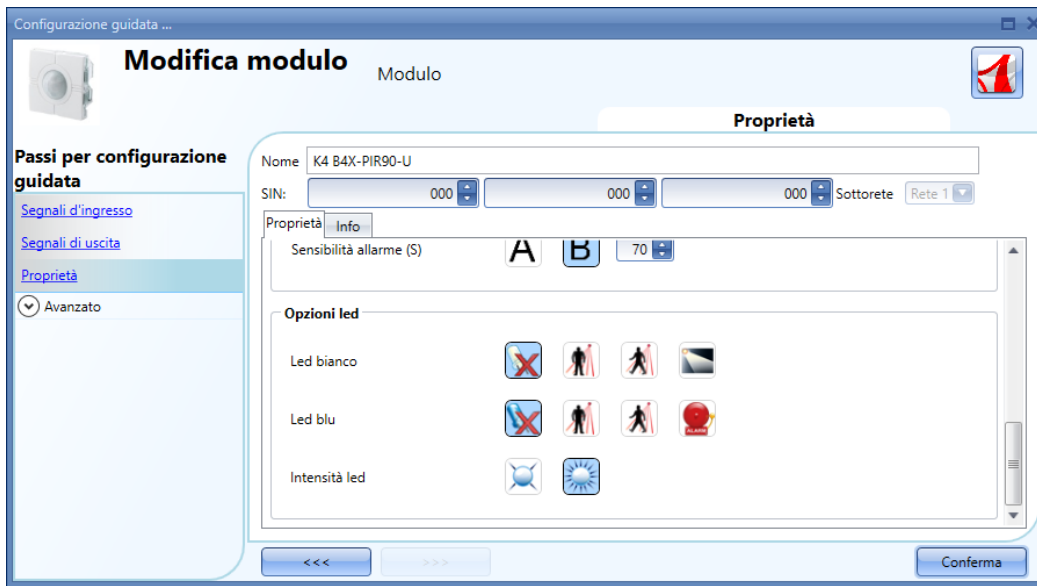 Configurazione guidata ...
Modifica modulo
Modulo
Proprietà
Passi per configurazione guidata
Segnali d'ingresso
Segnali di uscita
Proprietà
Avanzato
Nome K4 B4X-PIR90-U
SIN: 000 000 000 Sottorete Rete 1
Proprietà Info
Sensibilità allarme (S) A B 70
Opzioni led
Led bianco
Led blu
ALARM
Intensità led
<<< >>> Conferma